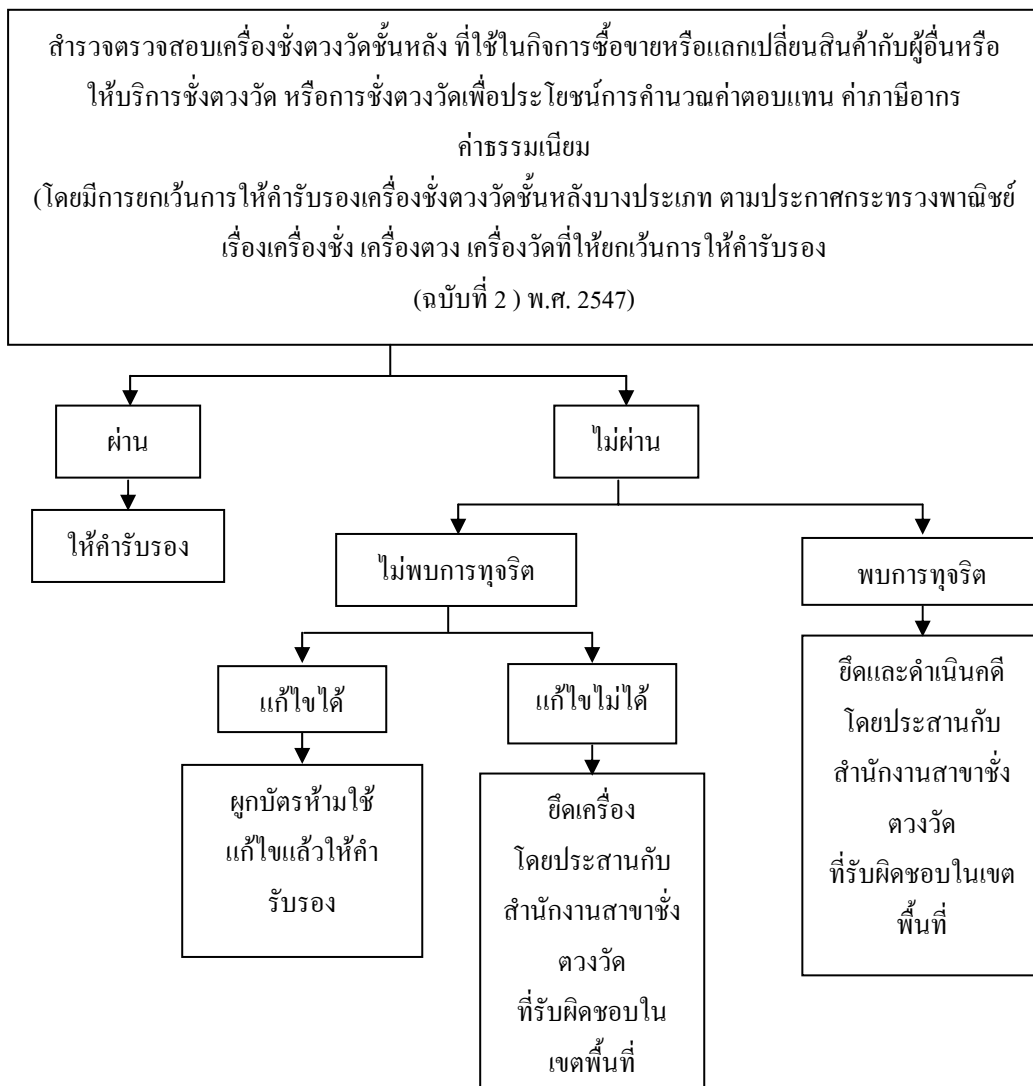 สำรวจตรวจสอบเครื่องชั่งตวงวัดชั้นหลัง ที่ใช้ในกิจการซื้อขายหรือแลกเปลี่ยนสินค้ากับผู้อื่นหรือ
ให้บริการชั่งตวงวัด หรือการชั่งตวงวัดเพื่อประโยชน์การคำนวณค่าตอบแทน ค่าภาษีอากร
ค่าธรรมเนียม
(โดยมีการยกเว้นการให้คำรับรองเครื่องชั่งตวงวัดชั้นหลังบางประเภท ตามประกาศกระทรวงพาณิชย์
เรื่องเครื่องชั่ง เครื่องตวง เครื่องวัดที่ให้ยกเว้นการให้คำรับรอง
(ฉบับที่ 2 ) พ.ศ. 2547)
ผ่าน
ไม่ผ่าน
ให้คำรับรอง
ไม่พบการทุจริต
พบการทุจริต
แก้ไขได้
แก้ไขไม่ได้
ผูกบัตรห้ามใช้
แก้ไขแล้วให้คำ
รับรอง
ยึดเครื่อง
โดยประสานกับ
สำนักงานสาขาชั่ง
ตวงวัด
ที่รับผิดชอบใน
เขตพื้นที่
ยึดและดำเนินคดี
โดยประสานกับ
สำนักงานสาขาชั่ง
ตวงวัด
ที่รับผิดชอบในเขต
พื้นที่